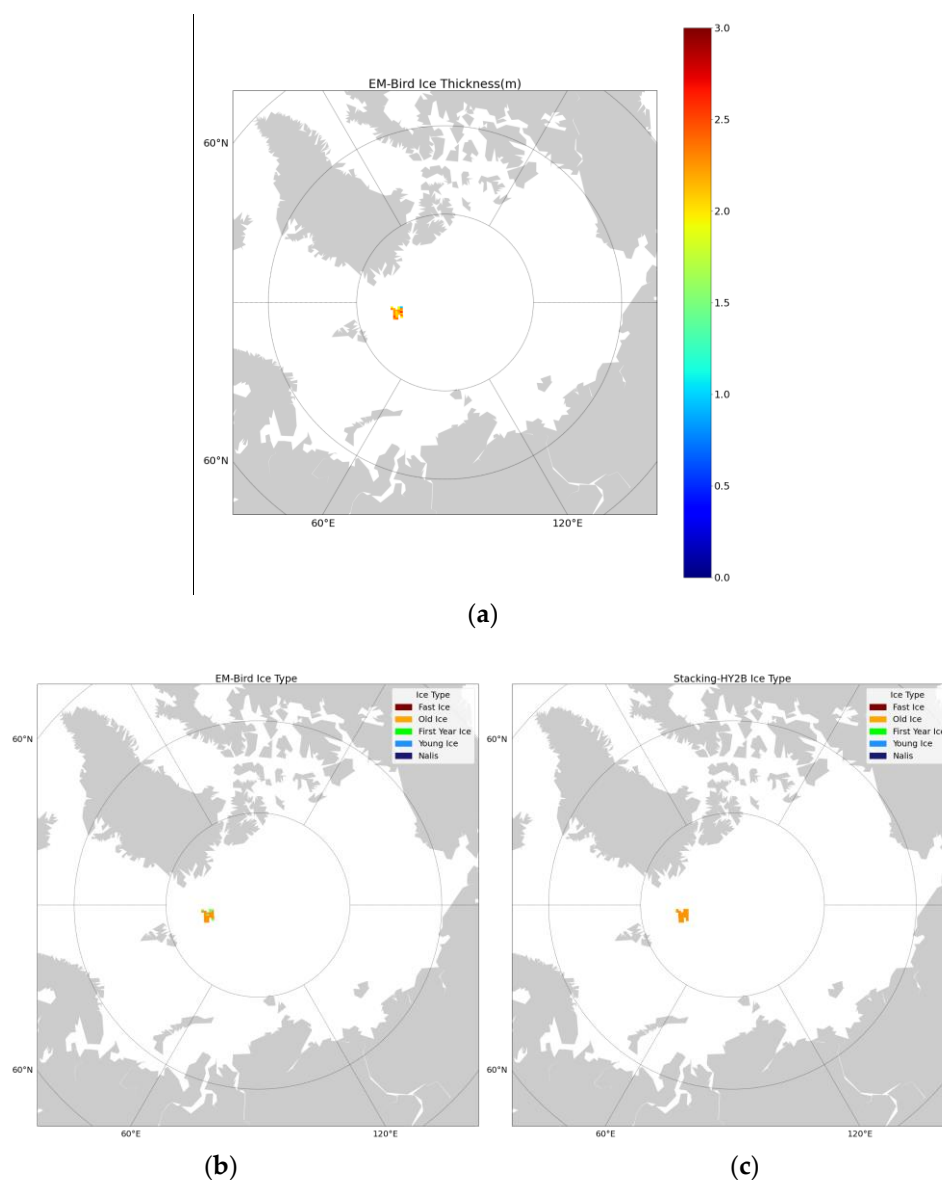 EM-Bird Ice Thickness(m)
3.0
2.5
2.0
1.5
1.0
0.5
0.0
60°N
60°N
60°E
120°E
(a)
EM-Bird Ice Type
Ice Type
Fast Ice
Old Ice
First Year Ice
Young Ice
Nalis
60°N
60°N
60°E
120°E
(b)
Stacking-HY2B Ice Type
Ice Type
Fast Ice
Old Ice
First Year Ice
Young Ice
Nalis
60°N
60°N
60°E
120°E
(c)